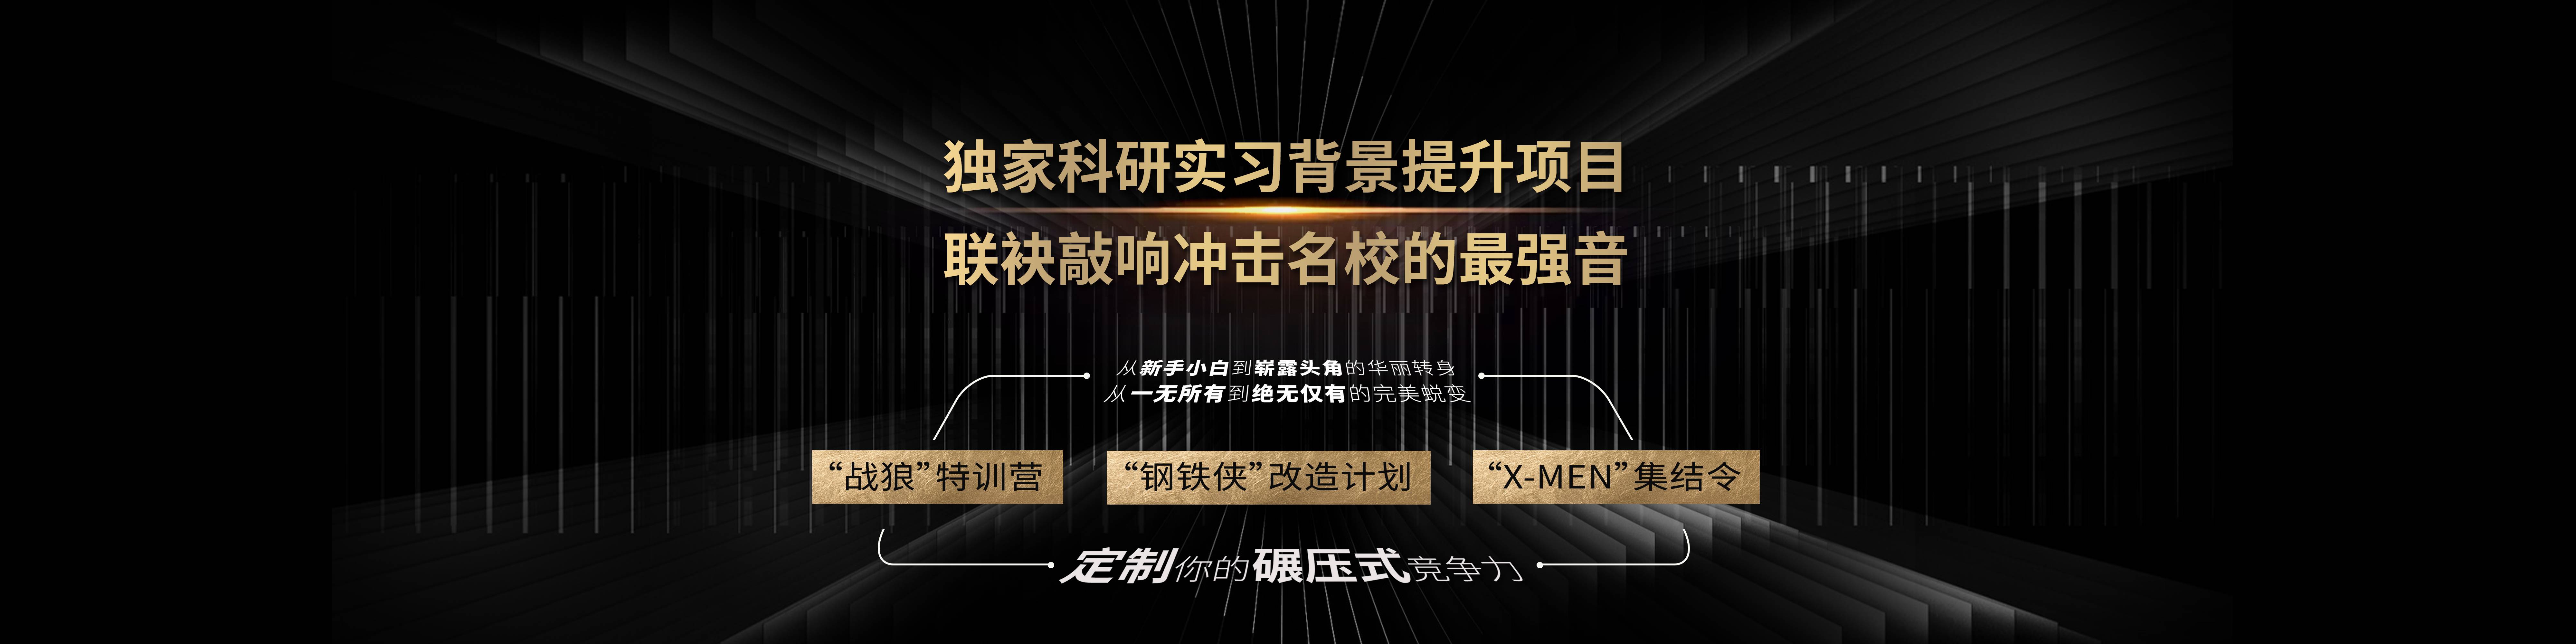 独家科研实习背景提升项目
联袂敲响冲击名校的最强音
从新手小白到崭露头角的华丽转身
从一无所有到绝无仅有的完美蜕变
“战狼”特训营
“钢铁侠”改造计划
“X-MEN”集结令
定制你的碾压式竞争力